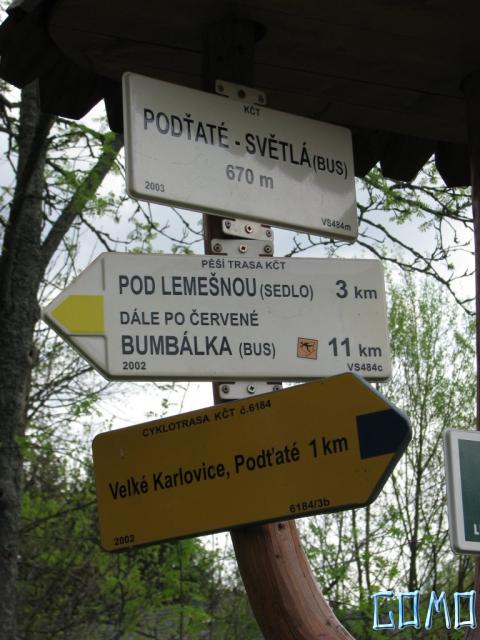 KČT
PODŤATÉ - SVĚTLÁ (BUS)
670 m
2003 VS484m
PĚŠÍ TRASA KČT
POD LEMEŠNOU (SEDLO) 3 km
DÁLE PO ČERVENÉ
BUMBÁLKA (BUS) 11 km
2002 VS484c
CYKLOTRASA KČT č.6184
Velké Karlovice, Podťaté 1 km
2002 6184/3b
GOMO